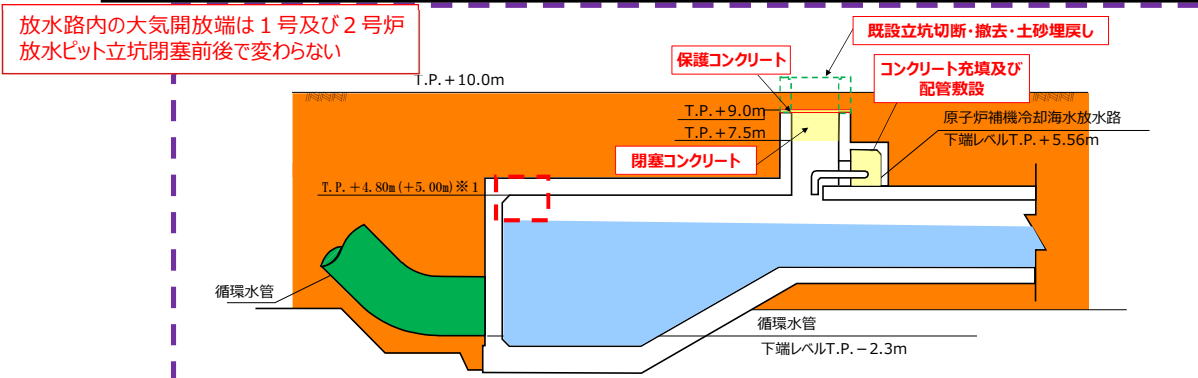 放水路内の大気開放端は１号及び２号炉
放水ピット立坑閉塞前後で変わらない
既設立坑切断・撤去・土砂埋戻し
保護コンクリート
コンクリート充填及び
配管敷設
T.P.＋10.0m
T.P.＋9.0m
T.P.＋7.5m
原子炉補機冷却海水放水路
下端レベルT.P.＋5.56m
閉塞コンクリート
T.P.＋4.80m(+5.00m)※1
循環水管
循環水管
下端レベルT.P.－2.3m